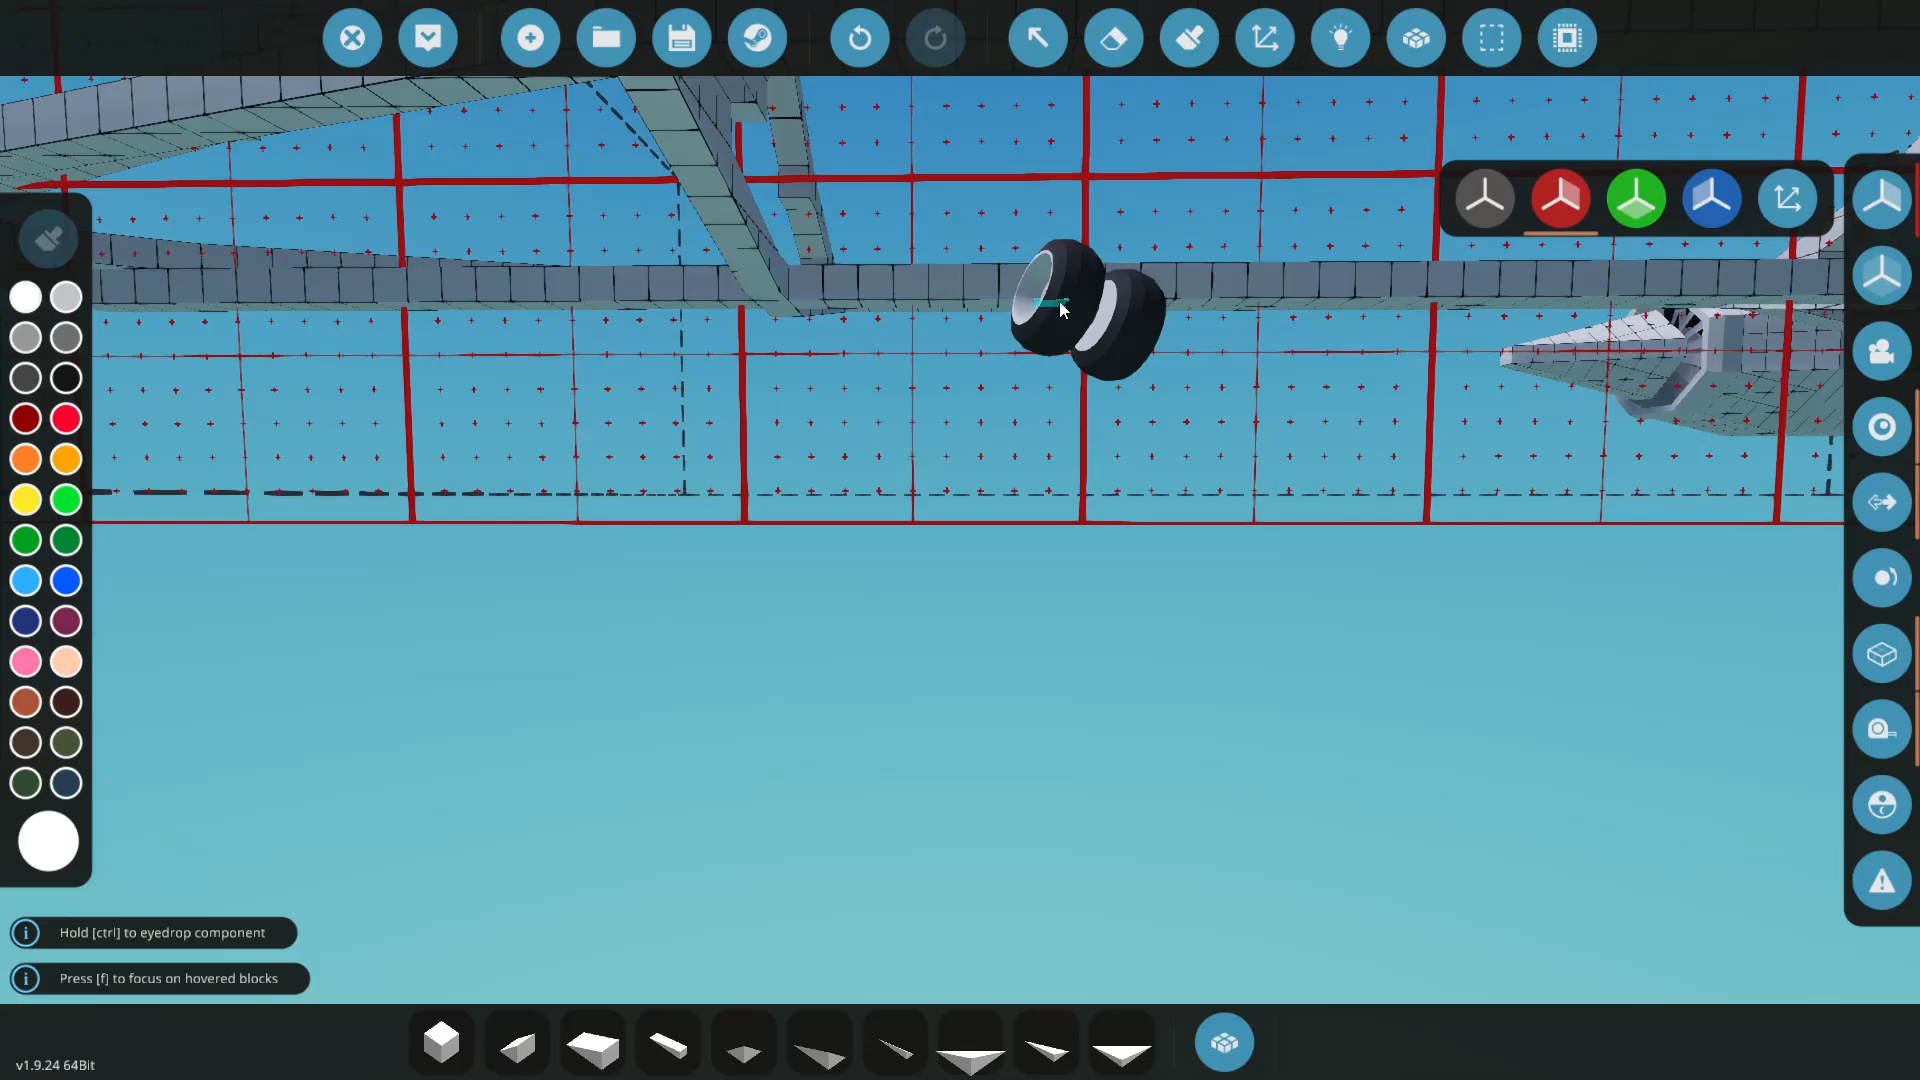 Hold [ctrl] to eyedrop component
Press [f] to focus on hovered blocks
v1.9.24 64Bit